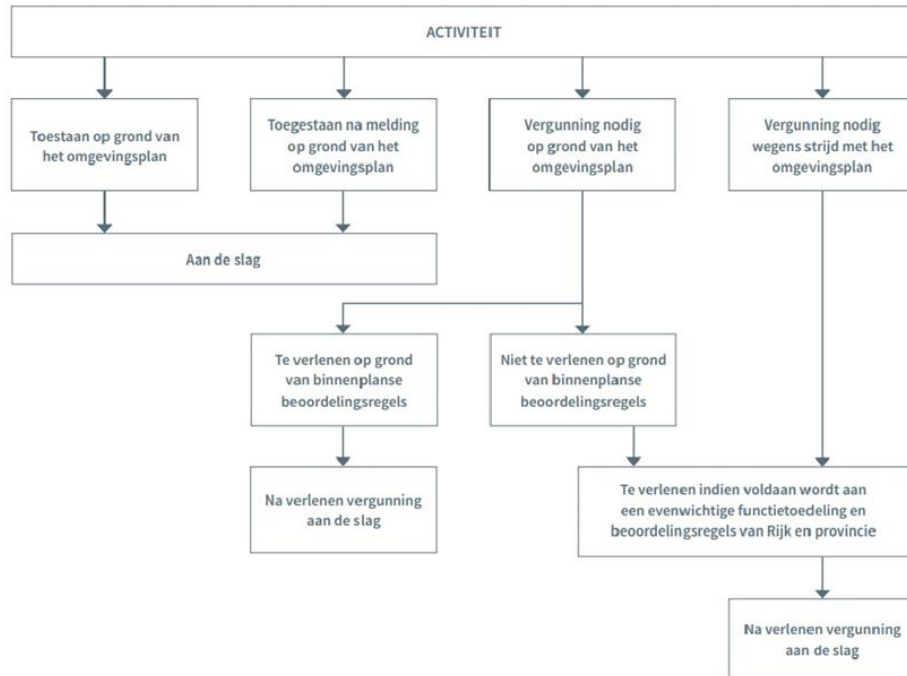 ACTIVITEIT
Toestaan op grond van
het omgevingsplan
Toegestaan na melding
op grond van het
omgevingsplan
Vergunning nodig
op grond van het
omgevingsplan
Vergunning nodig
wegens strijd met het
omgevingsplan
Aan de slag
Te verlenen op grond
van binnenplanse
beoordelingsregels
Niet te verlenen op grond
van binnenplanse
beoordelingsregels
Na verlenen vergunning
aan de slag
Te verlenen indien voldaan wordt aan
een evenwichtige functietoedeling en
beoordelingsregels van Rijk en provincie
Na verlenen vergunning
aan de slag